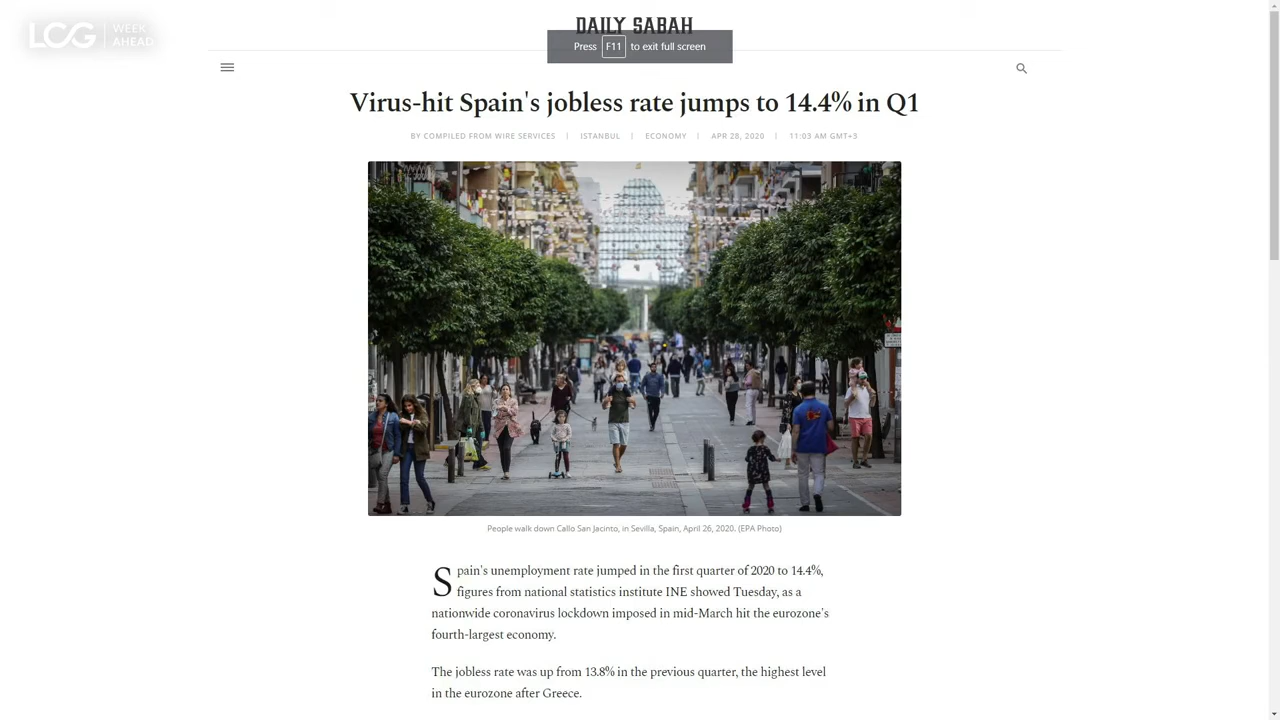 LCG WEEK AHEAD
DAILY SABAH
Press F11 to exit full screen
Virus-hit Spain's jobless rate jumps to 14.4% in Q1
BY COMPILED FROM WIRE SERVICES | ISTANBUL | ECONOMY | APR 28, 2020 | 11:03 AM GMT+3
People walk down Callo San Jacinto, in Sevilla, Spain, April 26, 2020. (EPA Photo)
Spain's unemployment rate jumped in the first quarter of 2020 to 14.4%,
figures from national statistics institute INE showed Tuesday, as a
nationwide coronavirus lockdown imposed in mid-March hit the eurozone's
fourth-largest economy.
The jobless rate was up from 13.8% in the previous quarter, the highest level
in the eurozone after Greece.